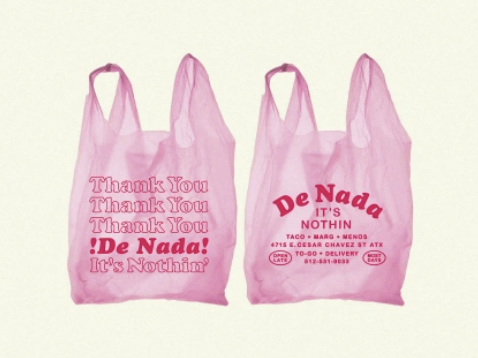 Thank You
Thank You
Thank You
!De Nada!
It's Nothin'
De Nada
IT'S
NOTHIN
TACO • MARG • MENOS
4715 E. CESAR CHAVEZ ST ATX
OPEN LATE
TO-GO + DELIVERY
MOST DAYS